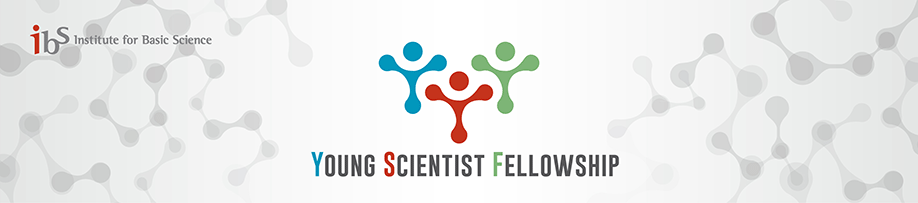 ibs Institute for Basic Science
YOUNG SCIENTIST FELLOWSHIP